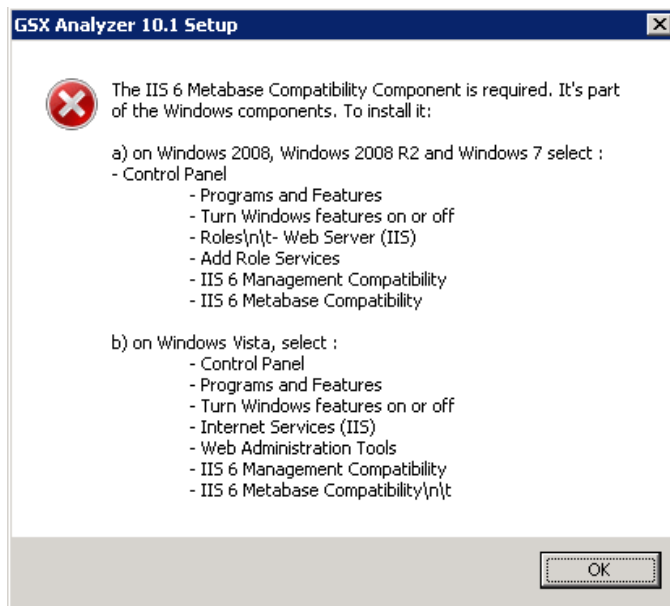 GSX Analyzer 10.1 Setup
The IIS 6 Metabase Compatibility Component is required. It's part
of the Windows components. To install it:
a) on Windows 2008, Windows 2008 R2 and Windows 7 select :
- Control Panel
- Programs and Features
- Turn Windows features on or off
- Roles\n\t- Web Server (IIS)
- Add Role Services
- IIS 6 Management Compatibility
- IIS 6 Metabase Compatibility
b) on Windows Vista, select :
- Control Panel
- Programs and Features
- Turn Windows features on or off
- Internet Services (IIS)
- Web Administration Tools
- IIS 6 Management Compatibility
- IIS 6 Metabase Compatibility\n\t
OK